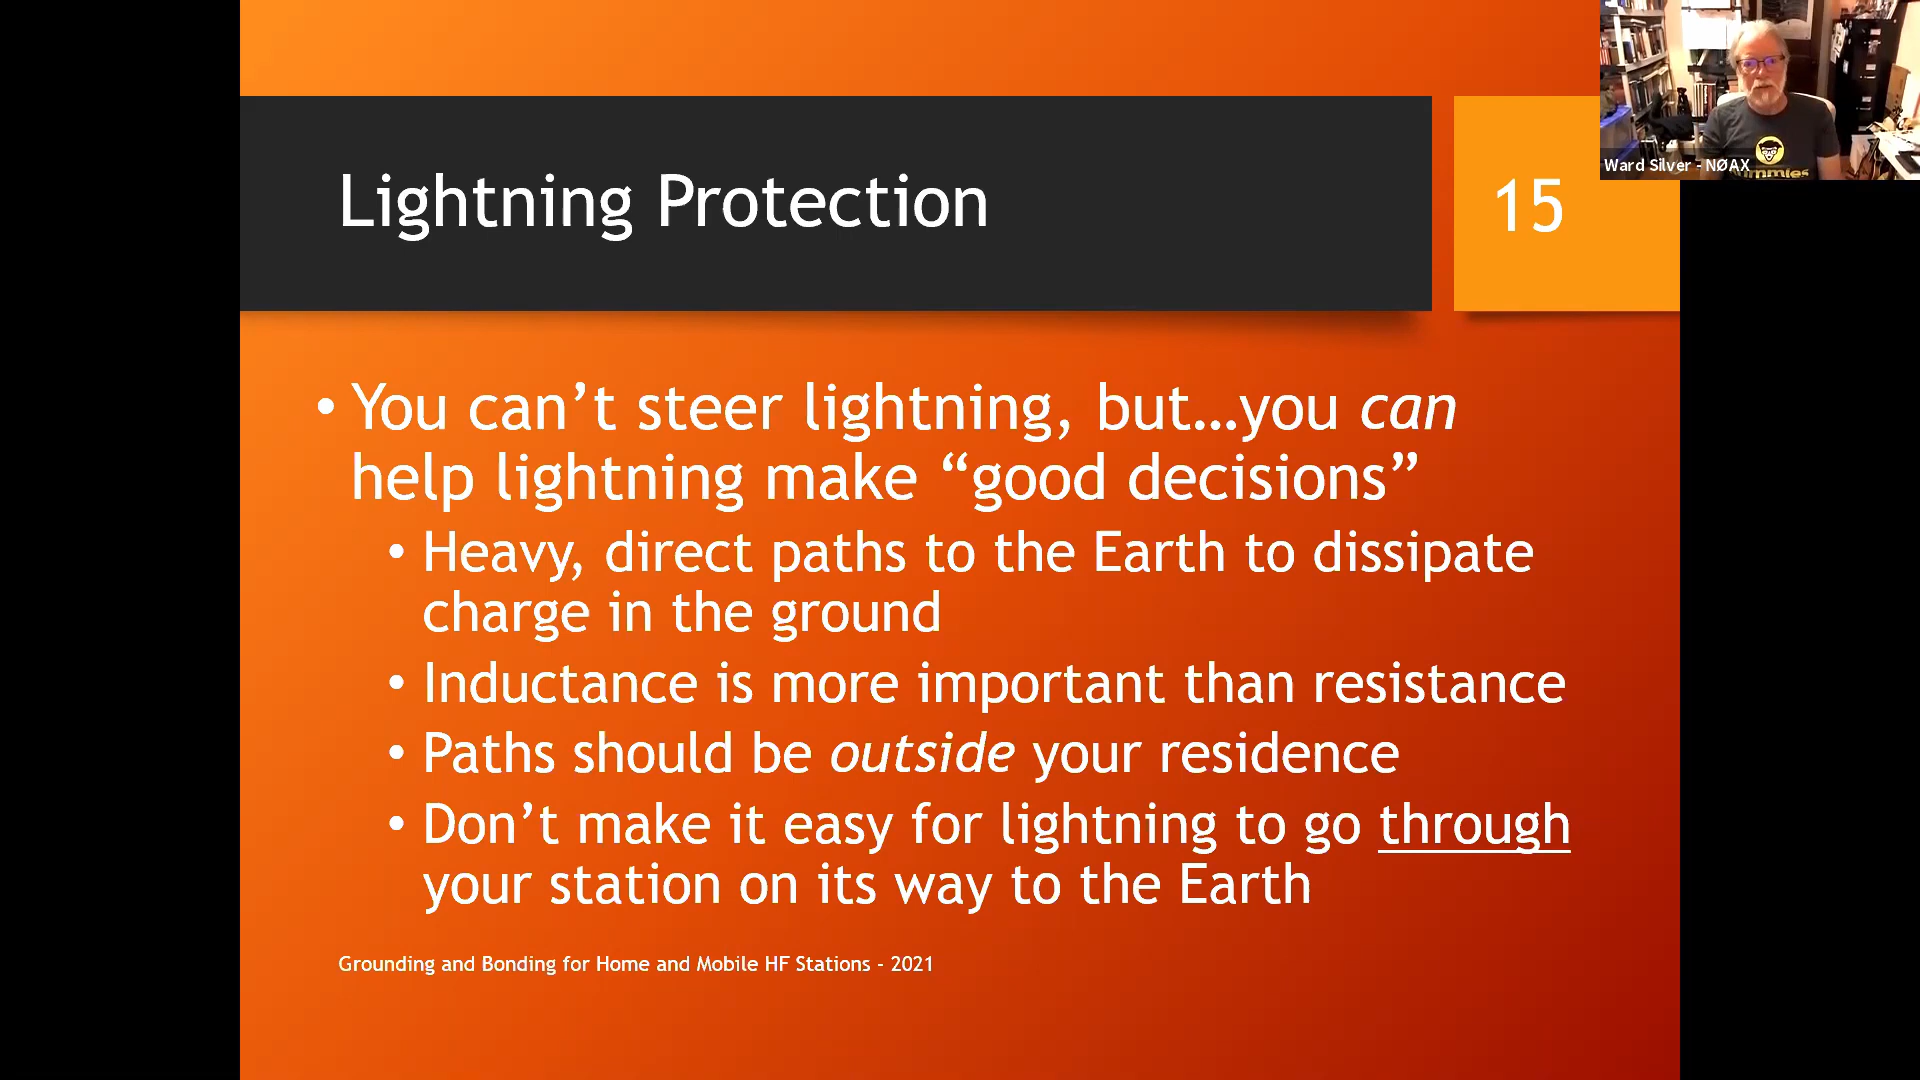 Lightning Protection
15
Ward Silver - NØAX
• You can’t steer lightning, but...you can
help lightning make “good decisions”
• Heavy, direct paths to the Earth to dissipate
charge in the ground
• Inductance is more important than resistance
• Paths should be outside your residence
• Don’t make it easy for lightning to go through
your station on its way to the Earth
Grounding and Bonding for Home and Mobile HF Stations - 2021